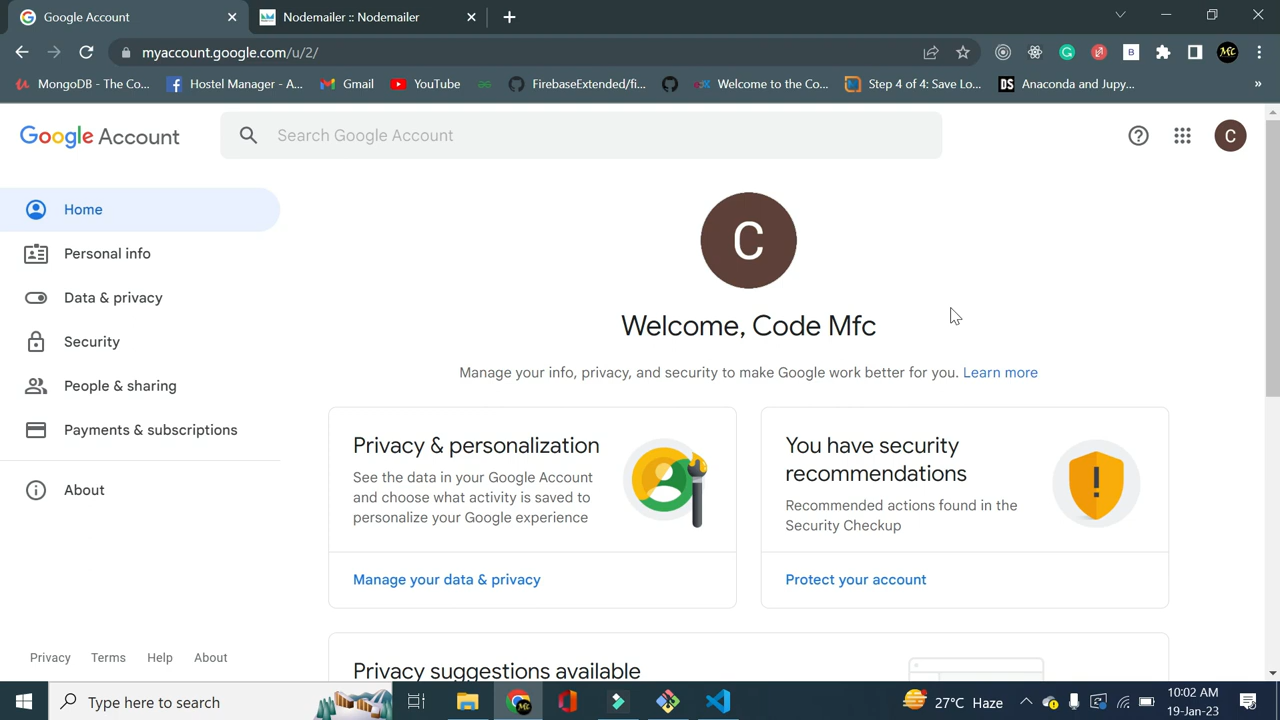 Google Account
Nodemailer :: Nodemailer
myaccount.google.com/u/2/
Mc
MongoDB - The Co...
Hostel Manager - A...
Gmail
YouTube
FirebaseExtended/fi...
Welcome to the Co...
Step 4 of 4: Save Lo...
DS Anaconda and Jupy...
»
Google Account
Search Google Account
C
Home
Personal info
Data & privacy
Security
People & sharing
Payments & subscriptions
About
C
Welcome, Code Mfc
Manage your info, privacy, and security to make Google work better for you. Learn more
Privacy & personalization
See the data in your Google Account
and choose what activity is saved to
personalize your Google experience
Manage your data & privacy
You have security
recommendations
Recommended actions found in the
Security Checkup
Protect your account
Privacy suggestions available
Privacy
Terms
Help
About
Type here to search
27°C Haze
10:02 AM
19-Jan-23